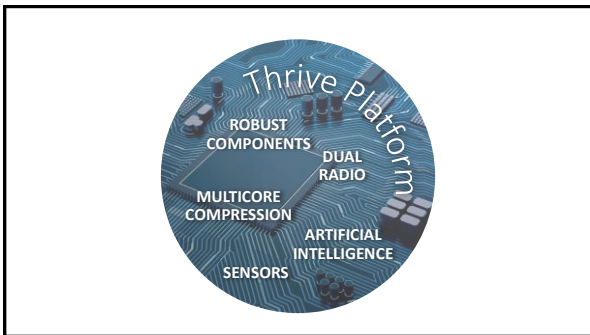 Thrive Platform
ROBUST
COMPONENTS
DUAL
RADIO
MULTICORE
COMPRESSION
ARTIFICIAL
INTELLIGENCE
SENSORS